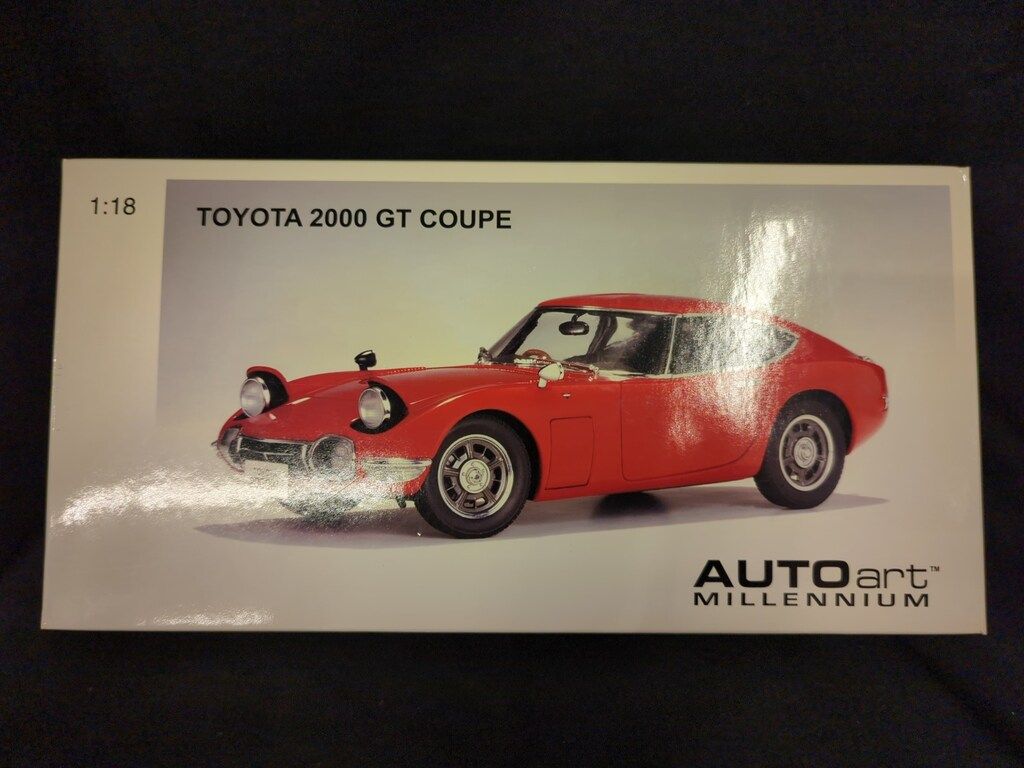 1:18
TOYOTA 2000 GT COUPE
AUTOart™
MILLENNIUM